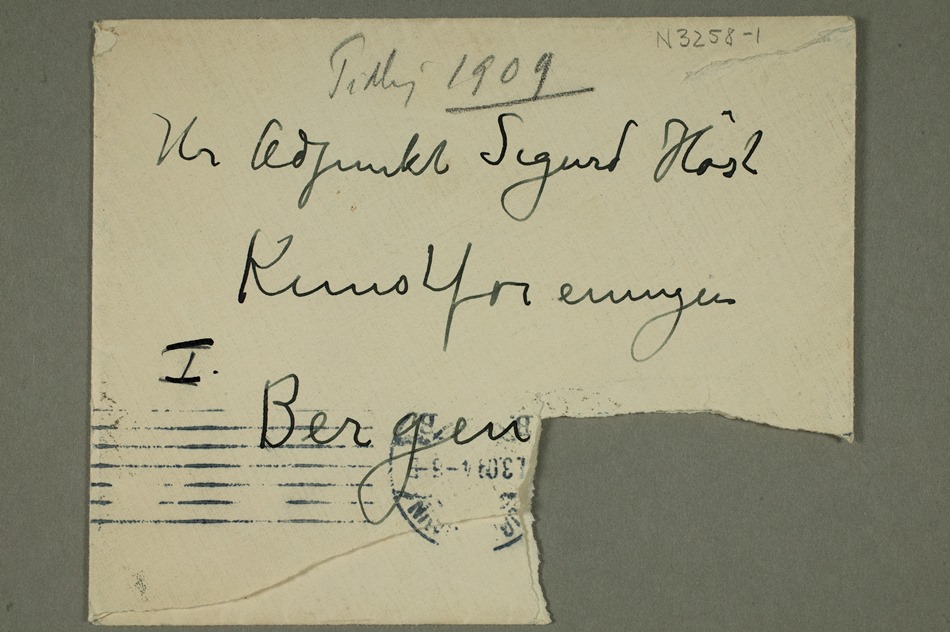 N3258-1
Tidlig 1909
Hr Adjunkt Sigurd Høst
Kunstforeningen
I.
Bergen